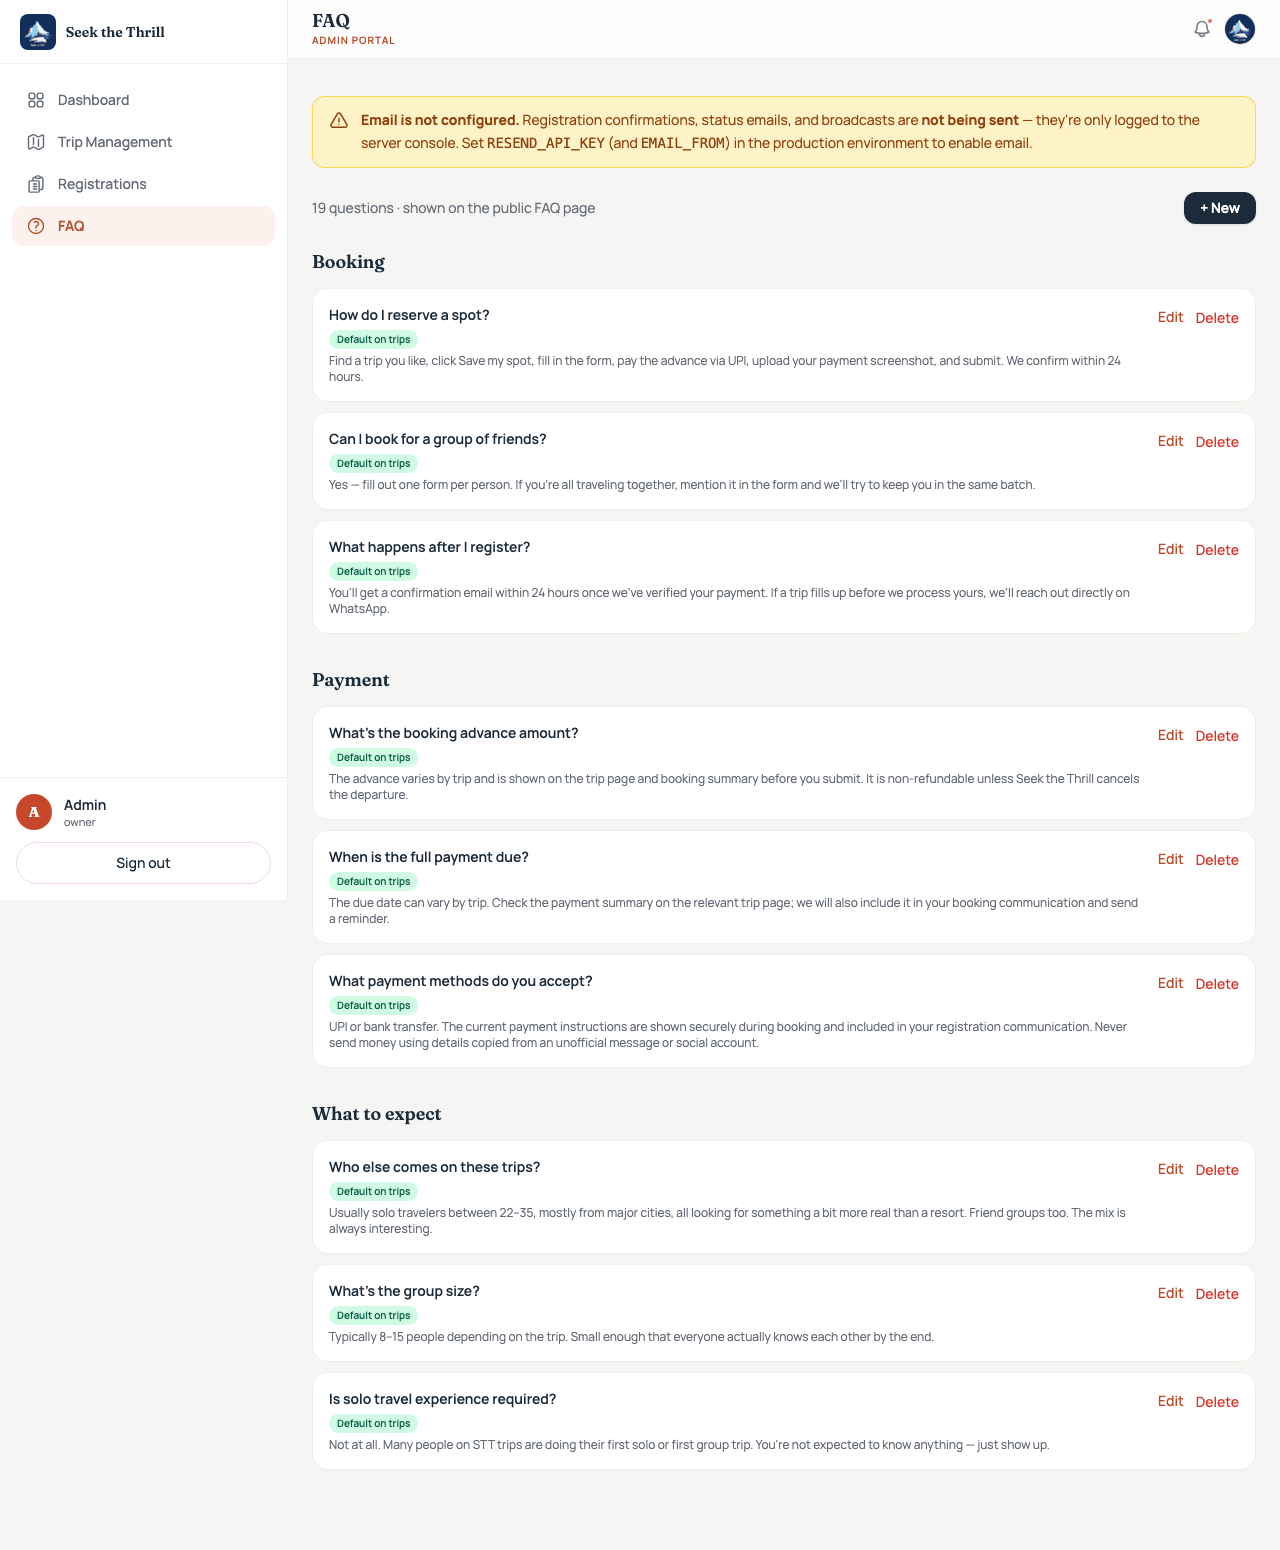 Seek the Thrill
Dashboard
Trip Management
Registrations
FAQ
Admin
owner
Sign out
FAQ
ADMIN PORTAL
Email is not configured. Registration confirmations, status emails, and broadcasts are not being sent — they're only logged to the
server console. Set RESEND_API_KEY (and EMAIL_FROM) in the production environment to enable email.
19 questions · shown on the public FAQ page
+ New
Booking
How do I reserve a spot?
Edit Delete
Default on trips
Find a trip you like, click Save my spot, fill in the form, pay the advance via UPI, upload your payment screenshot, and submit. We confirm within 24
hours.
Can I book for a group of friends?
Edit Delete
Default on trips
Yes — fill out one form per person. If you're all traveling together, mention it in the form and we'll try to keep you in the same batch.
What happens after I register?
Edit Delete
Default on trips
You'll get a confirmation email within 24 hours once we've verified your payment. If a trip fills up before we process yours, we'll reach out directly on
WhatsApp.
Payment
What's the booking advance amount?
Edit Delete
Default on trips
The advance varies by trip and is shown on the trip page and booking summary before you submit. It is non-refundable unless Seek the Thrill cancels
the departure.
When is the full payment due?
Edit Delete
Default on trips
The due date can vary by trip. Check the payment summary on the relevant trip page; we will also include it in your booking communication and send
a reminder.
What payment methods do you accept?
Edit Delete
Default on trips
UPI or bank transfer. The current payment instructions are shown securely during booking and included in your registration communication. Never
send money using details copied from an unofficial message or social account.
What to expect
Who else comes on these trips?
Edit Delete
Default on trips
Usually solo travelers between 22–35, mostly from major cities, all looking for something a bit more real than a resort. Friend groups too. The mix is
always interesting.
What's the group size?
Edit Delete
Default on trips
Typically 8–15 people depending on the trip. Small enough that everyone actually knows each other by the end.
Is solo travel experience required?
Edit Delete
Default on trips
Not at all. Many people on STT trips are doing their first solo or first group trip. You're not expected to know anything — just show up.